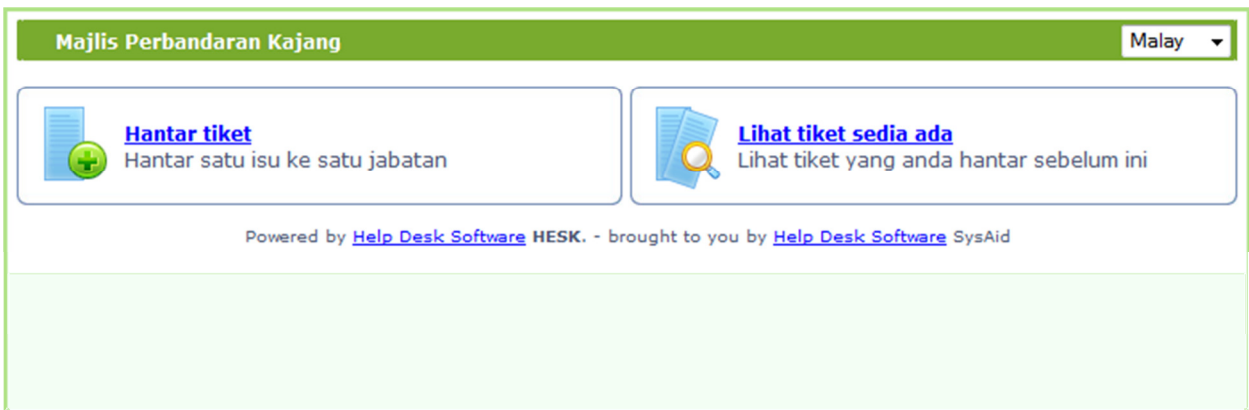 Majlis Perbandaran Kajang
Malay
Hantar tiket
Hantar satu isu ke satu jabatan
Lihat tiket sedia ada
Lihat tiket yang anda hantar sebelum ini
Powered by Help Desk Software HESK. - brought to you by Help Desk Software SysAid